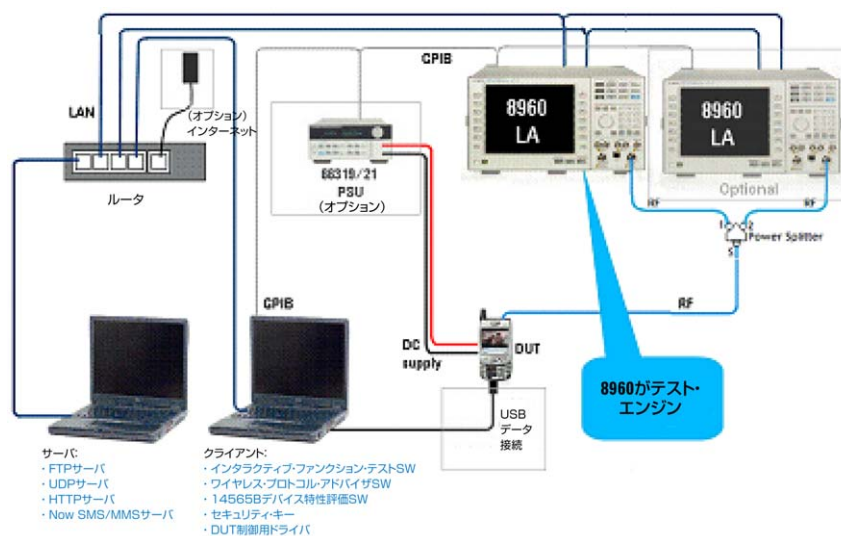 GPIB
LAN
(オプション)
インターネット
ルータ
66319/21
PSU
(オプション)
8960
LA
8960
LA
Optional
RF
RF
1
2
Power Splitter
S
GPIB
RF
DC
supply
DUT
8960がテスト・
エンジン
USB
データ
接続
サーバ:
・FTPサーバ
・UDPサーバ
・HTTPサーバ
・Now SMS/MMSサーバ
クライアント:
・インタラクティブ・ファンクション・テストSW
・ワイヤレス・プロトコル・アドバイザSW
・14565Bデバイス特性評価SW
・セキュリティ・キー
・DUT制御用ドライバ